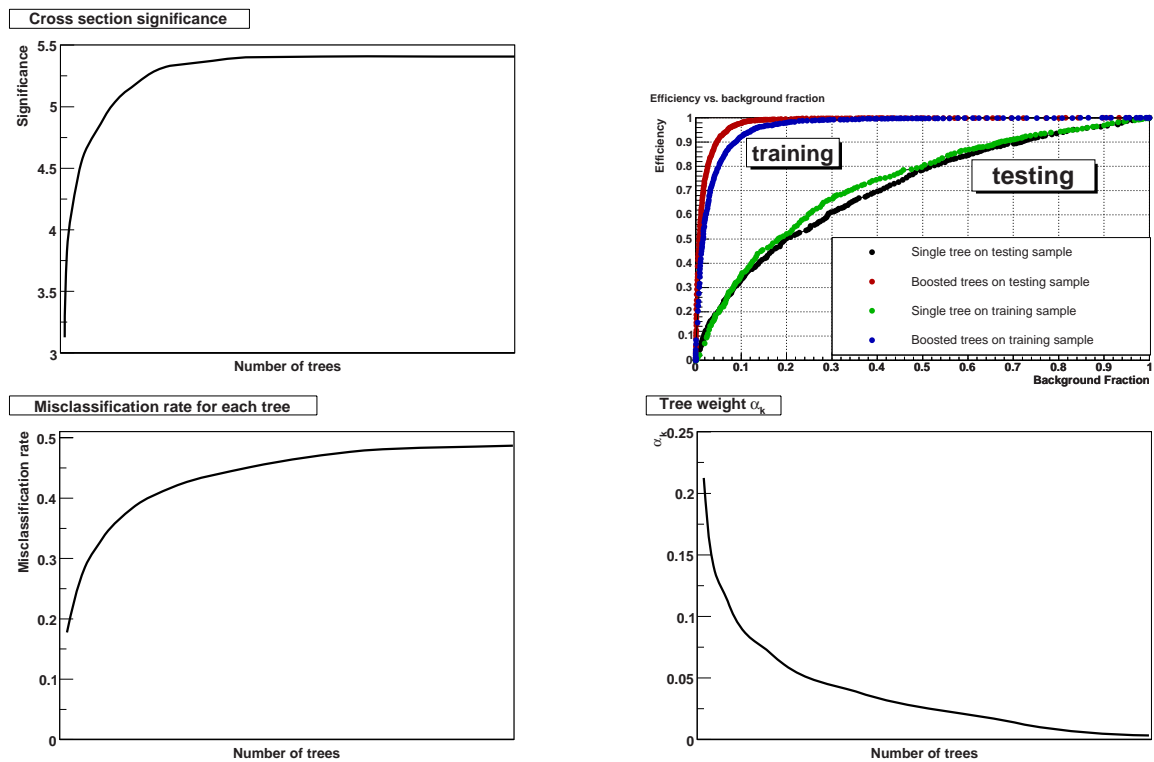 Cross section significance
Significance
5.5
5
4.5
4
3.5
3
Number of trees
Efficiency vs. background fraction
Efficiency
1
0.9
0.8
0.7
0.6
0.5
0.4
0.3
0.2
0.1
0
training
testing
Single tree on testing sample
Boosted trees on testing sample
Single tree on training sample
Boosted trees on training sample
0 0.1 0.2 0.3 0.4 0.5 0.6 0.7 0.8 0.9 1
Background Fraction
Misclassification rate for each tree
Misclassification rate
0.5
0.4
0.3
0.2
0.1
0
Number of trees
Tree weight αk
αk
0.25
0.2
0.15
0.1
0.05
0
Number of trees